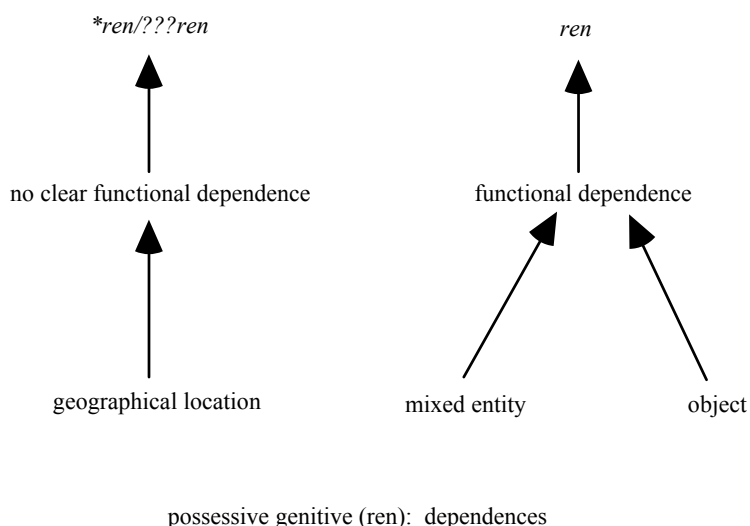 *ren/???ren
ren
no clear functional dependence
functional dependence
geographical location
mixed entity
object
possessive genitive (ren): dependences